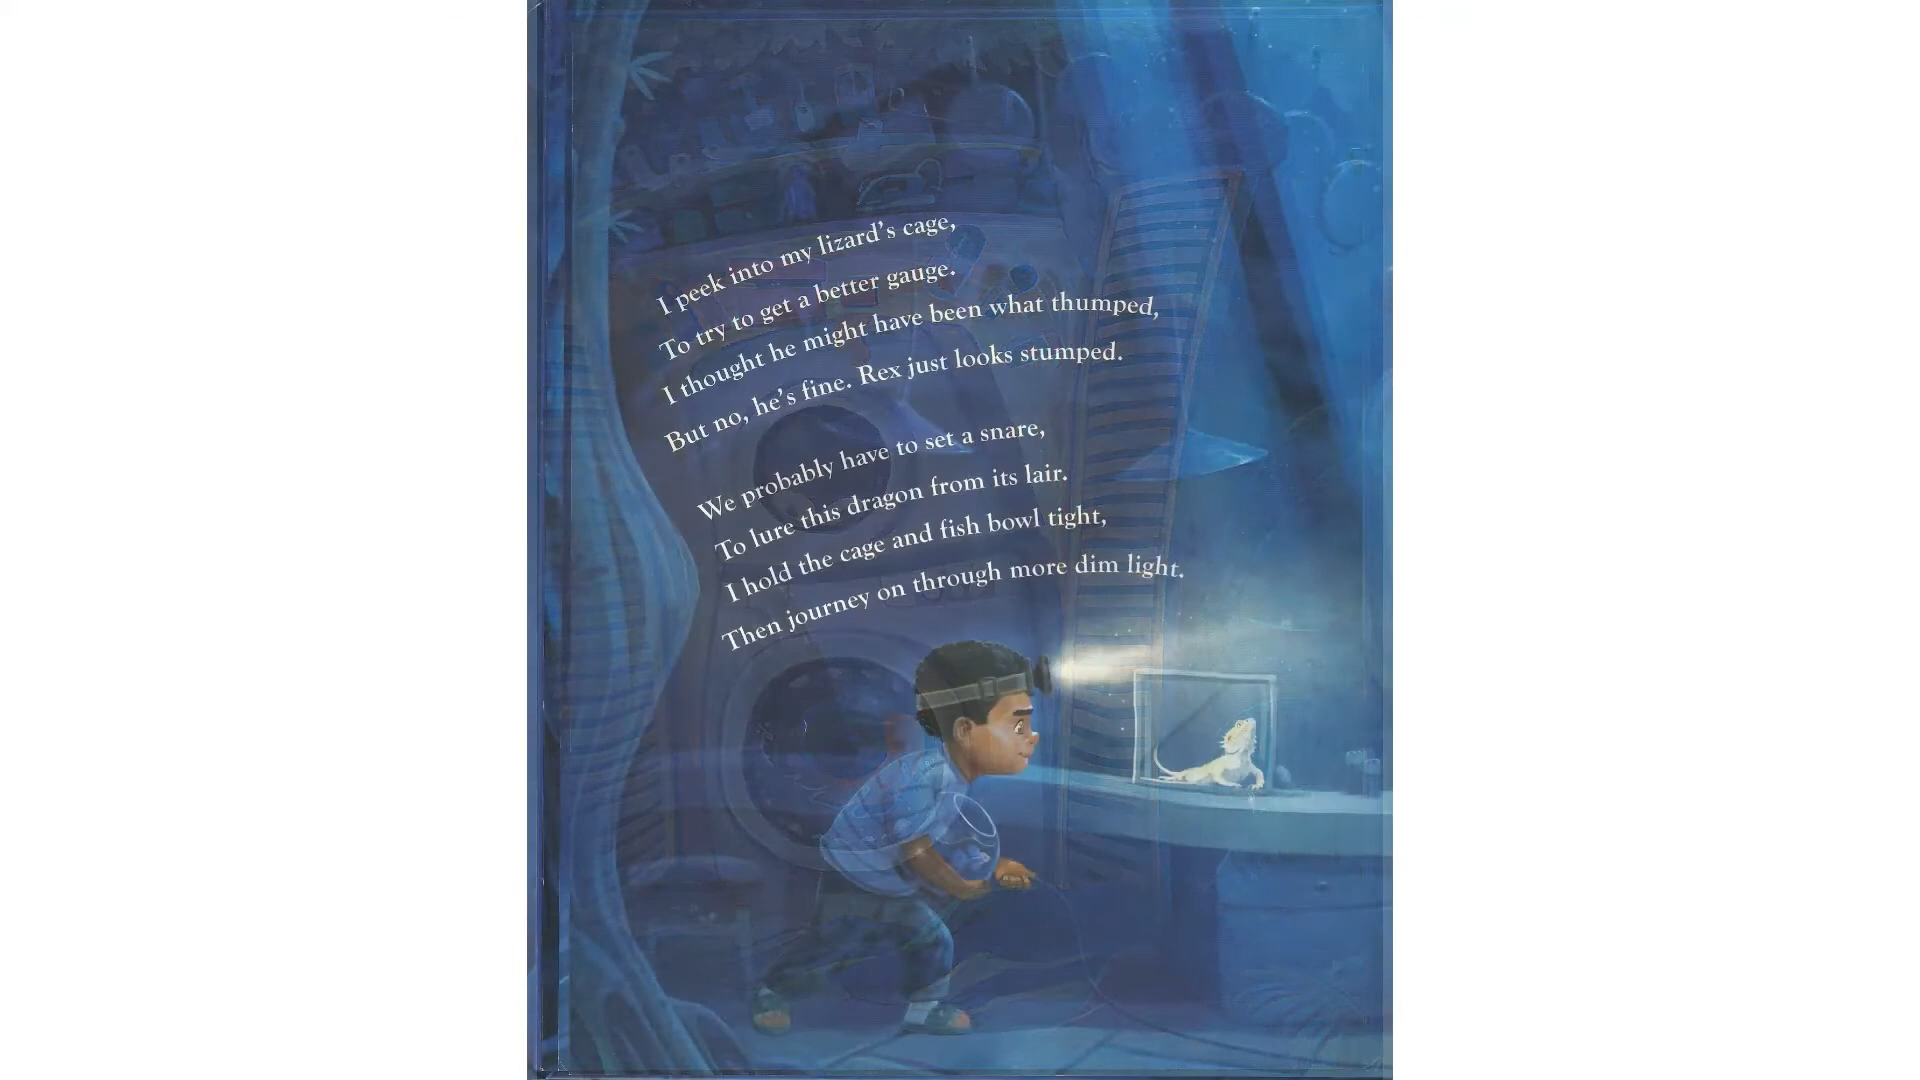 I peek into my lizard's cage,
To try to get a better gauge.
I thought he might have been what thumped,
But no, he's fine. Rex just looks stumped.
We probably have to set a snare,
To lure this dragon from its lair.
I hold the cage and fish bowl tight,
Then journey on through more dim light.